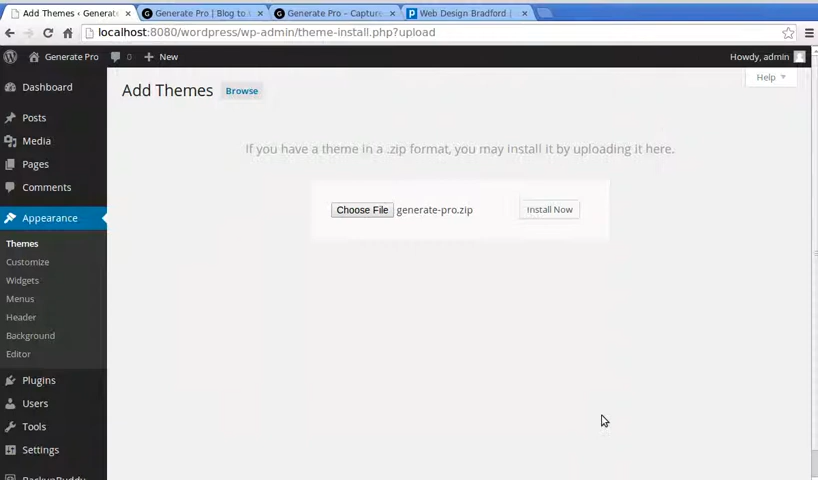 Add Themes ‹ Generat
Generate Pro | Blog to
Generate Pro – Captur
Web Design Bradford |
localhost:8080/wordpress/wp-admin/theme-install.php?upload
Generate Pro
0
New
Howdy, admin
Help
Dashboard
Posts
Media
Pages
Comments
Appearance
Themes
Customize
Widgets
Menus
Header
Background
Editor
Plugins
Users
Tools
Settings
BackupBuddy
Add Themes
Browse
If you have a theme in a .zip format, you may install it by uploading it here.
Choose File generate-pro.zip
Install Now